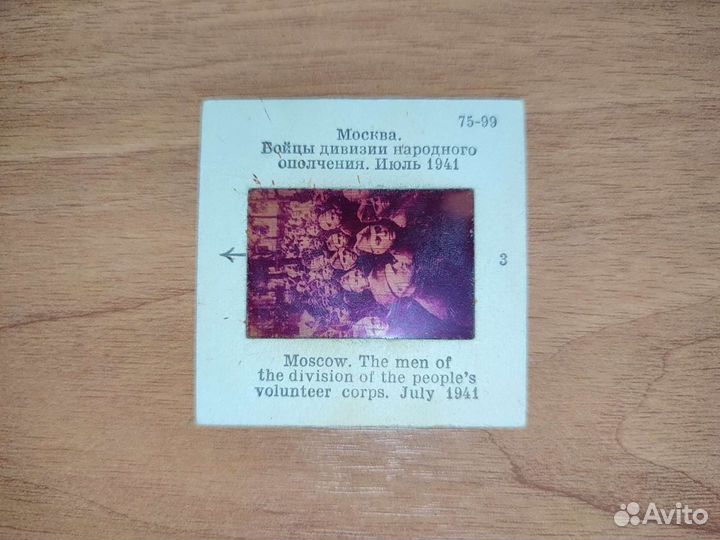 75-99
Москва.
Бойцы дивизии народного
ополчения. Июль 1941
3
Moscow. The men of
the division of the people's
volunteer corps. July 1941
Avito